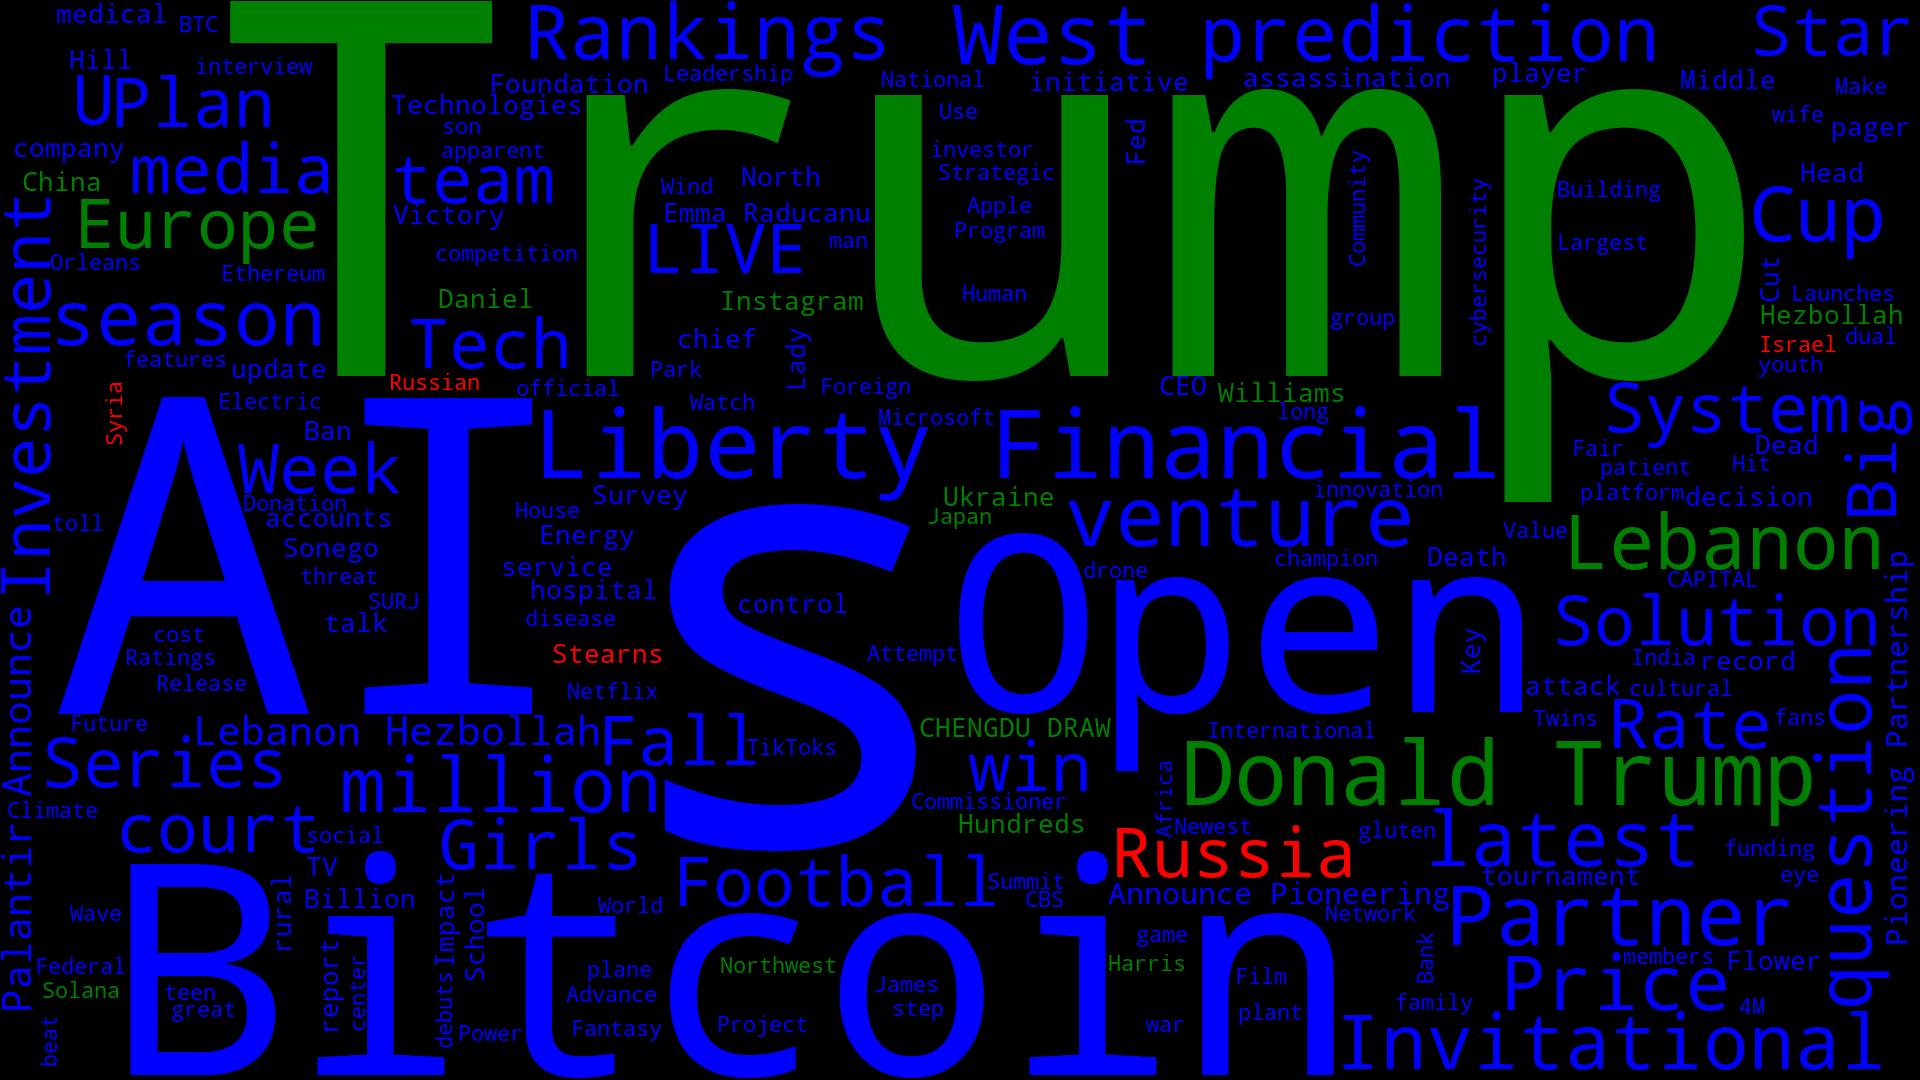 medical
BTC
Rankings
West
prediction
Star
Hill
interview
Foundation
Leadership
National
initiative
assassination
player
Middle
Make
UPlan
Technologies
Trump
Use
wife
pager
son
Fed
company
media
apparent
investor
Community
Head
China
team
Wind
North
Strategic
cybersecurity
Building
Europe
Victory
Emma Raducanu
Apple
Program
Cup
Orleans
Ethereum
competition
LIVE
man
Largest
Investment
season
Daniel
Instagram
Human
Cut
Launches
group
Hezbollah
features
update
Tech
chief
Lady
Israel
dual
youth
Syria
Russian
official
Park
Foreign
CEO
Williams
Electric
Watch
Microsoft
long
System
Big
Ban
Liberty
Financial
Fair
Dead
AI
Week
patient
Hit
Donation
Survey
Ukraine
innovation
platform
decision
toll
accounts
House
Japan
venture
Value
Lebanon
Sonego
Energy
s
Open
champion
Death
threat
service
drone
CAPITAL
SURJ
hospital
control
Solution
talk
disease
cost
Ratings
Stearns
Attempt
Key
India
record
Release
Netflix
attack
cultural
Announce
Future
Lebanon Hezbollah
Fall
TikToks
CHENGDU DRAW
International
Twins
Rate
fans
question
Pioneering Partnership
Series
million
win
Donald Trump
Climate
Commissioner
Africa
court
social
Girls
Hundreds
Newest
Russia
gluten
latest
funding
Palantir
TV
Football
Summit
tournament
eye
Billion
CBS
Announce Pioneering
Wave
rural
Impact
School
World
Network
Partner
Bitcoin
game
Federal
report
center
plane
Northwest
Harris
Bank
members
Flower
Solana
teen
great
debuts
Advance
James
step
Film
Price
family
4M
beat
Power
Fantasy
Project
war
plant
Invitational